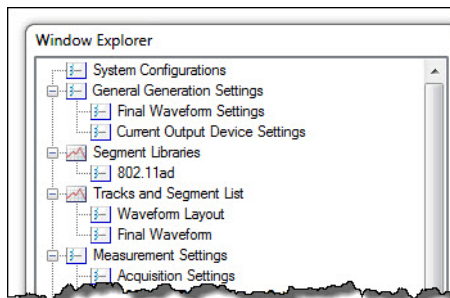 Window Explorer
System Configurations
General Generation Settings
Final Waveform Settings
Current Output Device Settings
Segment Libraries
802.11ad
Tracks and Segment List
Waveform Layout
Final Waveform
Measurement Settings
Acquisition Settings